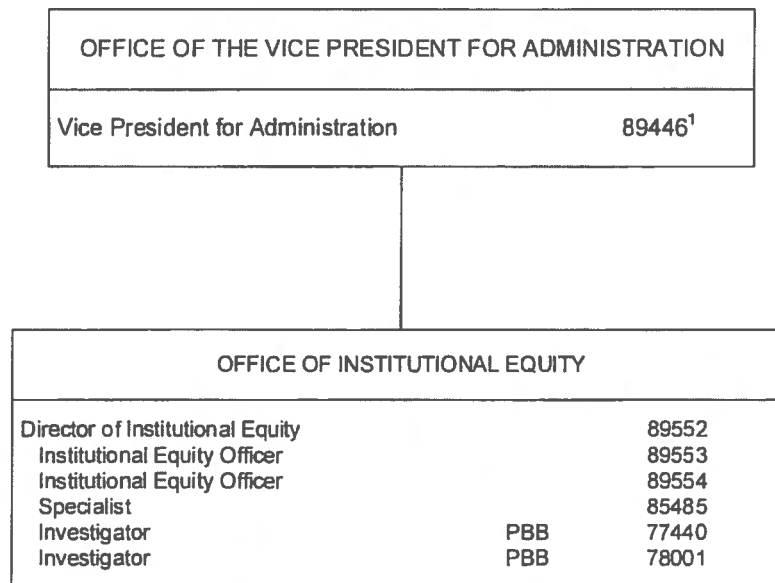 OFFICE OF THE VICE PRESIDENT FOR ADMINISTRATION
Vice President for Administration 89446¹
OFFICE OF INSTITUTIONAL EQUITY
Director of Institutional Equity 89552
Institutional Equity Officer 89553
Institutional Equity Officer 89554
Specialist 85485
Investigator PBB 77440
Investigator PBB 78001